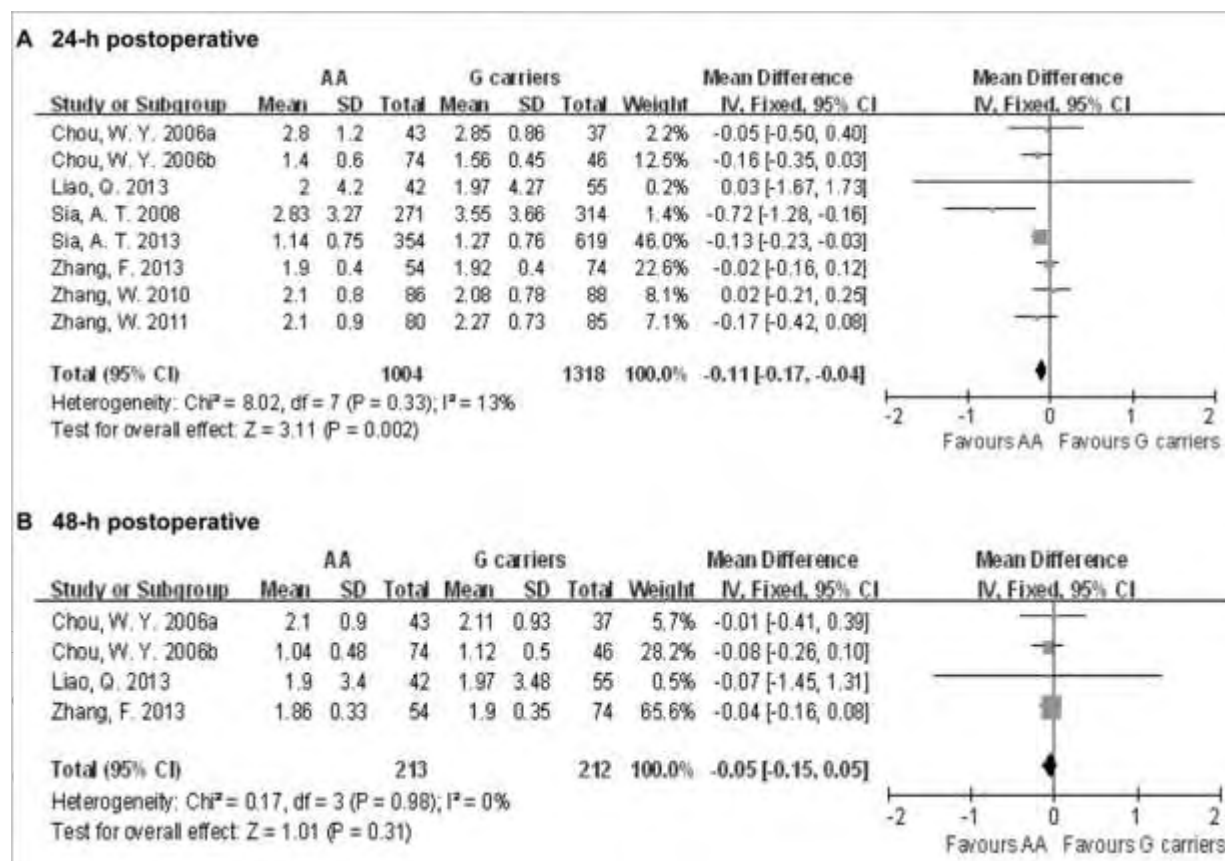 A 24-h postoperative
AA G carriers Mean Difference Mean Difference
Study or Subgroup Mean SD Total Mean SD Total Weight IV, Fixed, 95% CI IV, Fixed, 95% CI
Chou, W. Y. 2006a 2.8 1.2 43 2.85 0.86 37 2.2% -0.05 [-0.50, 0.40]
Chou, W. Y. 2006b 1.4 0.6 74 1.56 0.45 46 12.5% -0.16 [-0.35, 0.03]
Liao, Q. 2013 2 4.2 42 1.97 4.27 55 0.2% 0.03 [-1.67, 1.73]
Sia, A. T. 2008 2.83 3.27 271 3.55 3.66 314 1.4% -0.72 [-1.28, -0.16]
Sia, A. T. 2013 1.14 0.75 354 1.27 0.76 619 46.0% -0.13 [-0.23, -0.03]
Zhang, F. 2013 1.9 0.4 54 1.92 0.4 74 22.6% -0.02 [-0.16, 0.12]
Zhang, W. 2010 2.1 0.8 86 2.08 0.78 88 8.1% 0.02 [-0.21, 0.25]
Zhang, W. 2011 2.1 0.9 80 2.27 0.73 85 7.1% -0.17 [-0.42, 0.08]
Total (95% CI) 1004 1318 100.0% -0.11 [-0.17, -0.04]
Heterogeneity: Chi² = 8.02, df = 7 (P = 0.33); I² = 13%
Test for overall effect: Z = 3.11 (P = 0.002)
-2 -1 0 1 2
Favours AA Favours G carriers
B 48-h postoperative
AA G carriers Mean Difference Mean Difference
Study or Subgroup Mean SD Total Mean SD Total Weight IV, Fixed, 95% CI IV, Fixed, 95% CI
Chou, W. Y. 2006a 2.1 0.9 43 2.11 0.93 37 5.7% -0.01 [-0.41, 0.39]
Chou, W. Y. 2006b 1.04 0.48 74 1.12 0.5 46 28.2% -0.08 [-0.26, 0.10]
Liao, Q. 2013 1.9 3.4 42 1.97 3.48 55 0.5% -0.07 [-1.45, 1.31]
Zhang, F. 2013 1.86 0.33 54 1.9 0.35 74 65.6% -0.04 [-0.16, 0.08]
Total (95% CI) 213 212 100.0% -0.05 [-0.15, 0.05]
Heterogeneity: Chi² = 0.17, df = 3 (P = 0.98); I² = 0%
Test for overall effect: Z = 1.01 (P = 0.31)
-2 -1 0 1 2
Favours AA Favours G carriers